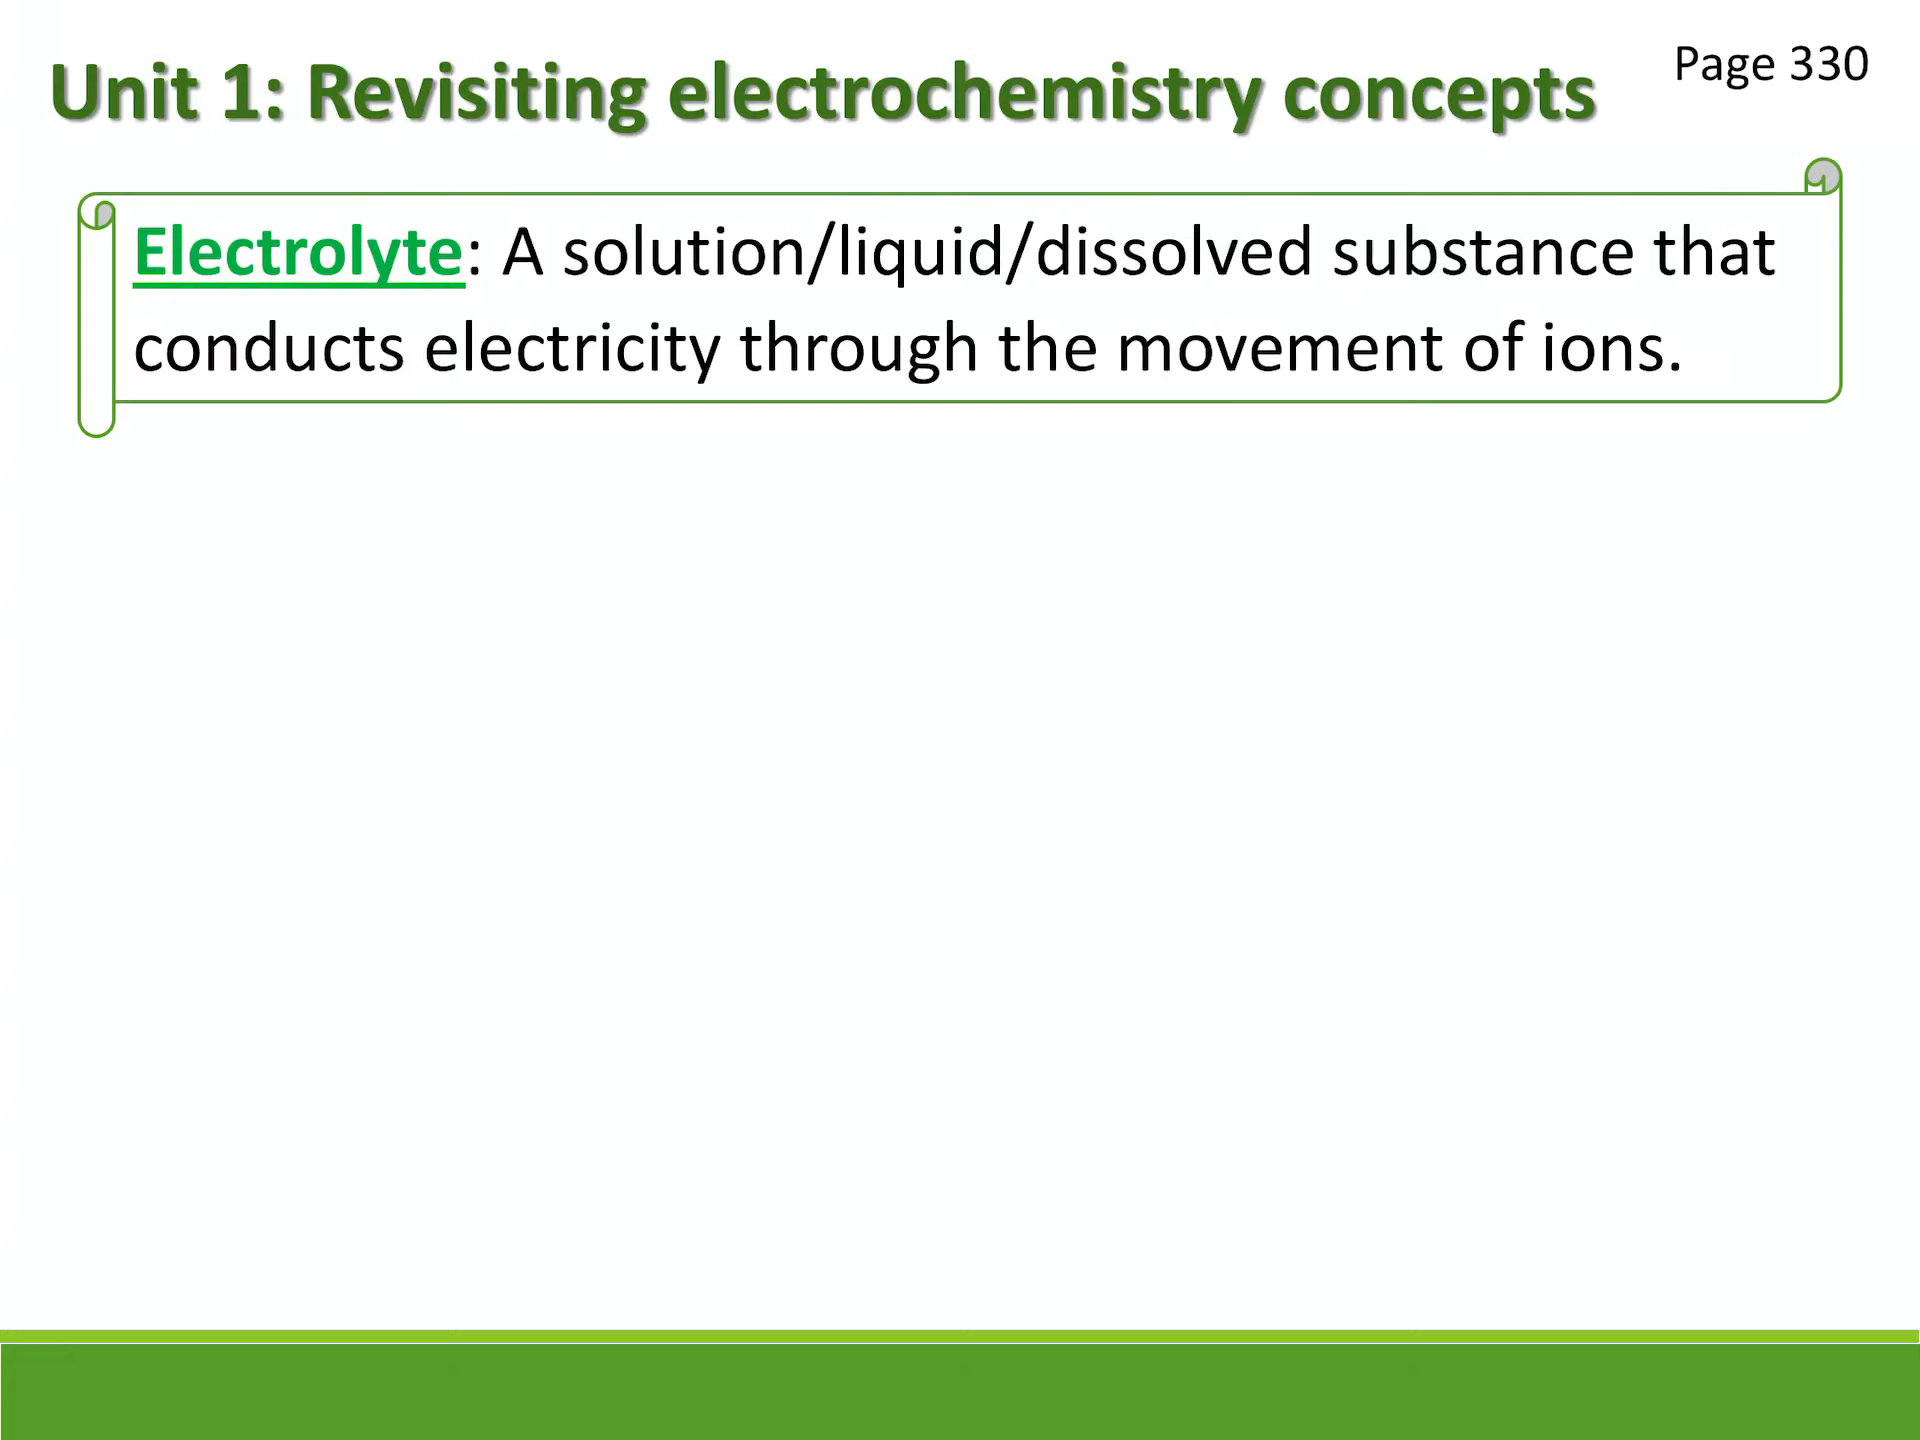 Unit 1: Revisiting electrochemistry concepts
Page 330
Electrolyte: A solution/liquid/dissolved substance that
conducts electricity through the movement of ions.